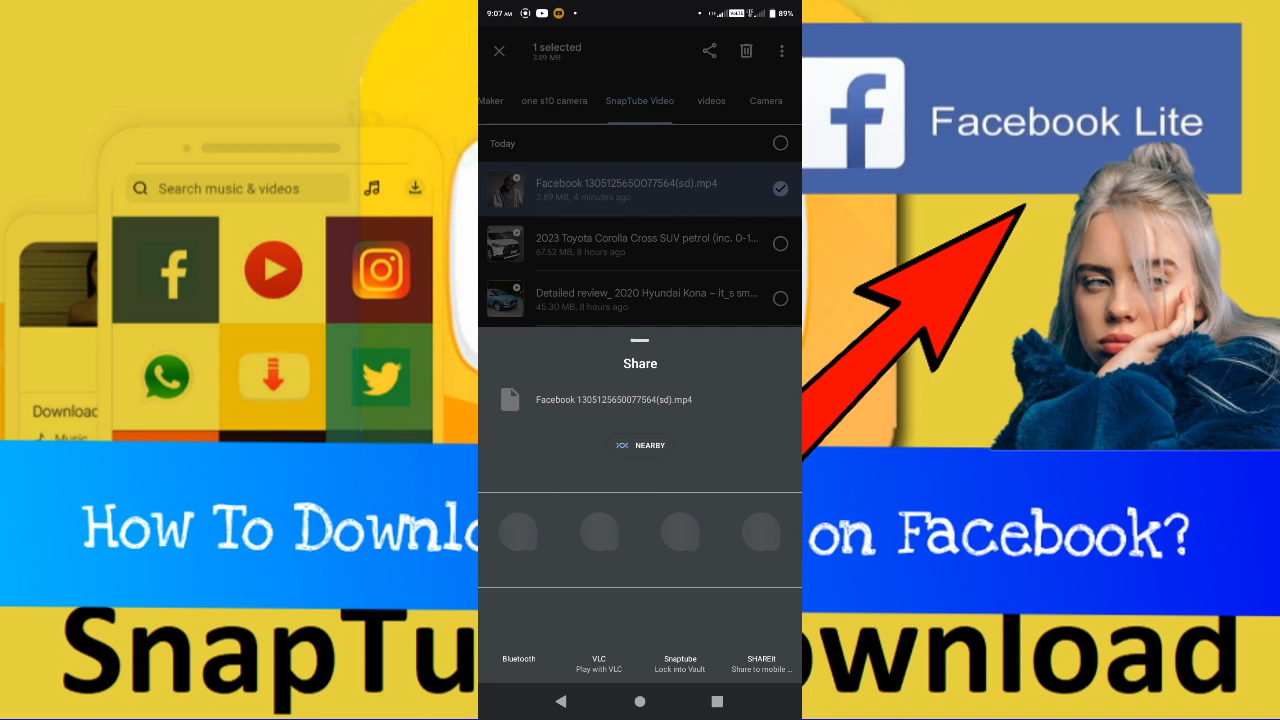 9:07 AM
89%
1 selected
3.89 MB
Maker
one s10 camera
SnapTube Video
videos
Camera
Today
Facebook 1305125650077564(sd).mp4
3.89 MB, 4 minutes ago
2023 Toyota Corolla Cross SUV petrol (inc. 0-1...
67.52 MB, 8 hours ago
Detailed review_ 2020 Hyundai Kona – it_s sm...
45.30 MB, 8 hours ago
Share
Facebook 1305125650077564(sd).mp4
NEARBY
Bluetooth
VLC
Play with VLC
Snaptube
Lock into Vault
SHAREit
Share to mobile ...
Search music & videos
Download
Music
Facebook Lite
How To Downlo
on Facebook?
SnapTu
ownload